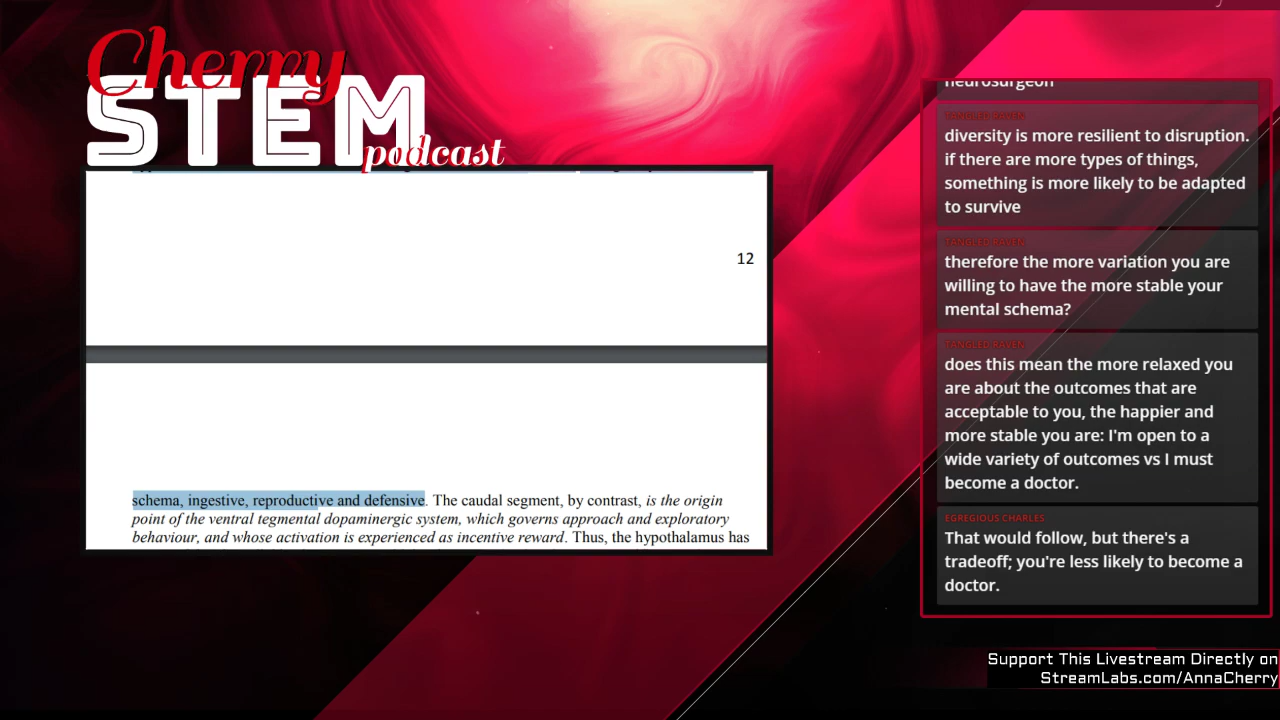 Cherry
STEM
podcast
12
schema, ingestive, reproductive and defensive. The caudal segment, by contrast, is the origin
point of the ventral tegmental dopaminergic system, which governs approach and exploratory
behaviour, and whose activation is experienced as incentive reward. Thus, the hypothalamus has
neurosurgeon
TANGLED RAVEN
diversity is more resilient to disruption.
if there are more types of things,
something is more likely to be adapted
to survive
TANGLED RAVEN
therefore the more variation you are
willing to have the more stable your
mental schema?
TANGLED RAVEN
does this mean the more relaxed you
are about the outcomes that are
acceptable to you, the happier and
more stable you are: I'm open to a
wide variety of outcomes vs I must
become a doctor.
EGREGIOUS CHARLES
That would follow, but there's a
tradeoff; you're less likely to become a
doctor.
Support This Livestream Directly on
StreamLabs.com/AnnaCherry